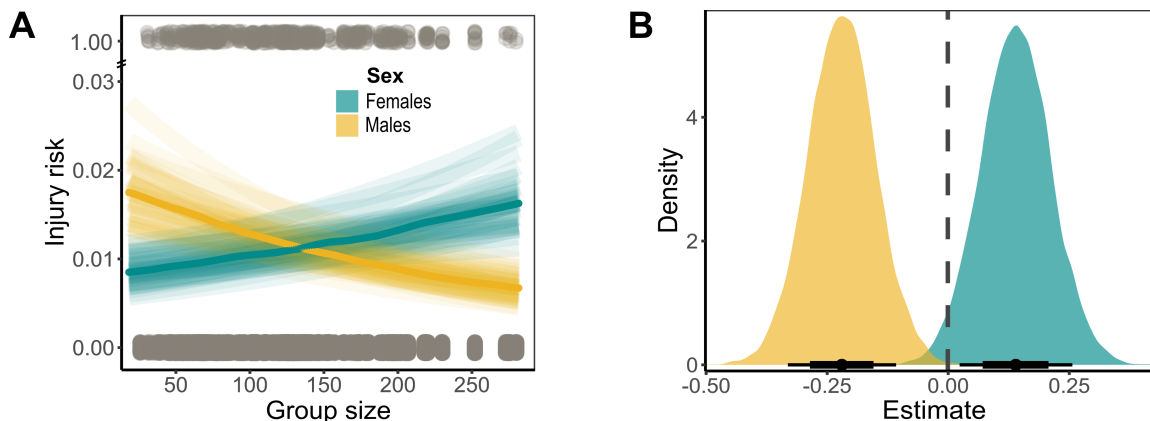 A
Injury risk
1.00
0.03
0.02
0.01
0.00
Sex
Females
Males
50 100 150 200 250
Group size
B
Density
4
2
0
-0.50 -0.25 0.00 0.25
Estimate